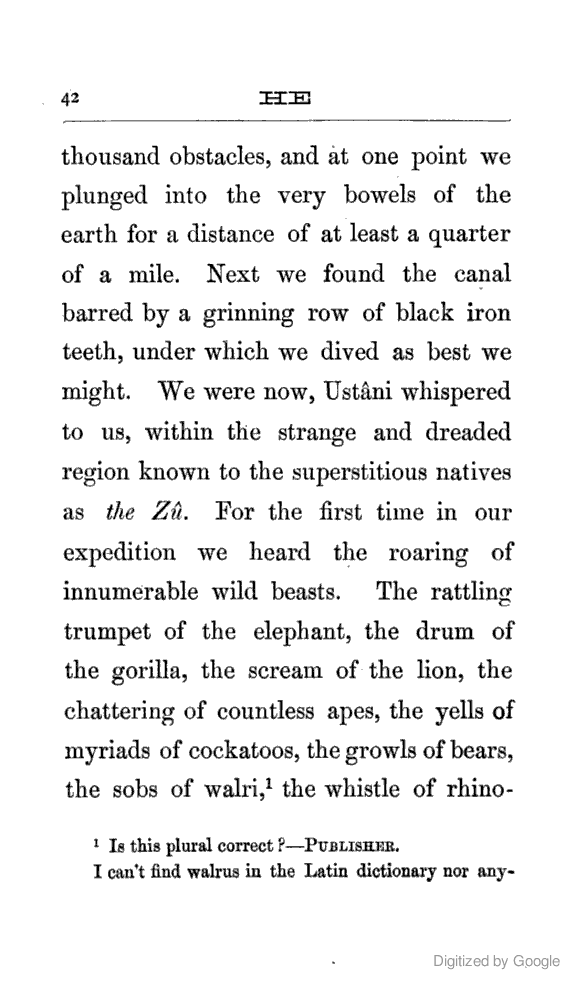 42 HE
thousand obstacles, and at one point we
plunged into the very bowels of the
earth for a distance of at least a quarter
of a mile. Next we found the canal
barred by a grinning row of black iron
teeth, under which we dived as best we
might. We were now, Ustâni whispered
to us, within the strange and dreaded
region known to the superstitious natives
as the Zû. For the first time in our
expedition we heard the roaring of
innumerable wild beasts. The rattling
trumpet of the elephant, the drum of
the gorilla, the scream of the lion, the
chattering of countless apes, the yells of
myriads of cockatoos, the growls of bears,
the sobs of walri,¹ the whistle of rhino-
¹ Is this plural correct?—PUBLISHER.
I can't find walrus in the Latin dictionary nor any-
Digitized by Google